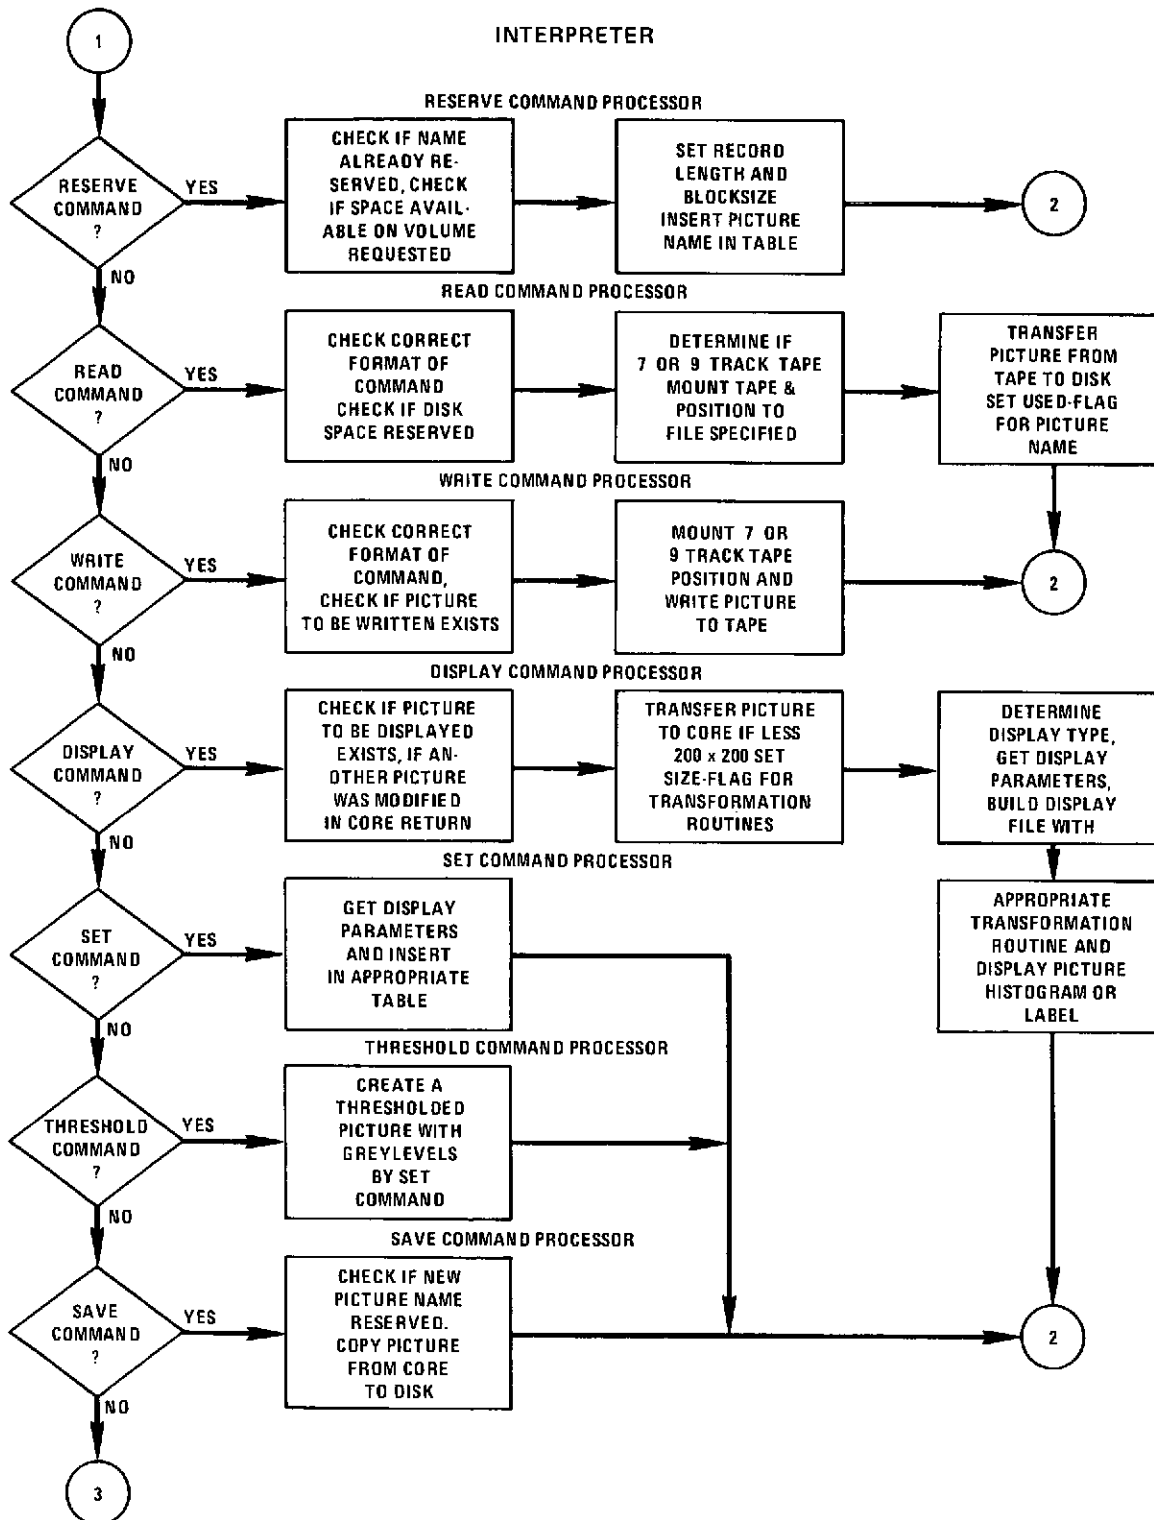 1
INTERPRETER
RESERVE COMMAND PROCESSOR
RESERVE
COMMAND
?
YES
NO
CHECK IF NAME
ALREADY RE-
SERVED, CHECK
IF SPACE AVAIL-
ABLE ON VOLUME
REQUESTED
SET RECORD
LENGTH AND
BLOCKSIZE
INSERT PICTURE
NAME IN TABLE
2
READ COMMAND PROCESSOR
READ
COMMAND
?
YES
NO
CHECK CORRECT
FORMAT OF
COMMAND
CHECK IF DISK
SPACE RESERVED
DETERMINE IF
7 OR 9 TRACK TAPE
MOUNT TAPE &
POSITION TO
FILE SPECIFIED
TRANSFER
PICTURE FROM
TAPE TO DISK
SET USED-FLAG
FOR PICTURE
NAME
WRITE COMMAND PROCESSOR
WRITE
COMMAND
?
YES
NO
CHECK CORRECT
FORMAT OF
COMMAND,
CHECK IF PICTURE
TO BE WRITTEN EXISTS
MOUNT 7 OR
9 TRACK TAPE
POSITION AND
WRITE PICTURE
TO TAPE
2
DISPLAY COMMAND PROCESSOR
DISPLAY
COMMAND
?
YES
NO
CHECK IF PICTURE
TO BE DISPLAYED
EXISTS, IF AN-
OTHER PICTURE
WAS MODIFIED
IN CORE RETURN
TRANSFER PICTURE
TO CORE IF LESS
200 x 200 SET
SIZE-FLAG FOR
TRANSFORMATION
ROUTINES
DETERMINE
DISPLAY TYPE,
GET DISPLAY
PARAMETERS,
BUILD DISPLAY
FILE WITH
APPROPRIATE
TRANSFORMATION
ROUTINE AND
DISPLAY PICTURE
HISTOGRAM OR
LABEL
SET COMMAND PROCESSOR
SET
COMMAND
?
YES
NO
GET DISPLAY
PARAMETERS
AND INSERT
IN APPROPRIATE
TABLE
THRESHOLD COMMAND PROCESSOR
THRESHOLD
COMMAND
?
YES
NO
CREATE A
THRESHOLDED
PICTURE WITH
GREYLEVELS
BY SET
COMMAND
SAVE COMMAND PROCESSOR
SAVE
COMMAND
?
YES
NO
CHECK IF NEW
PICTURE NAME
RESERVED.
COPY PICTURE
FROM CORE
TO DISK
2
3